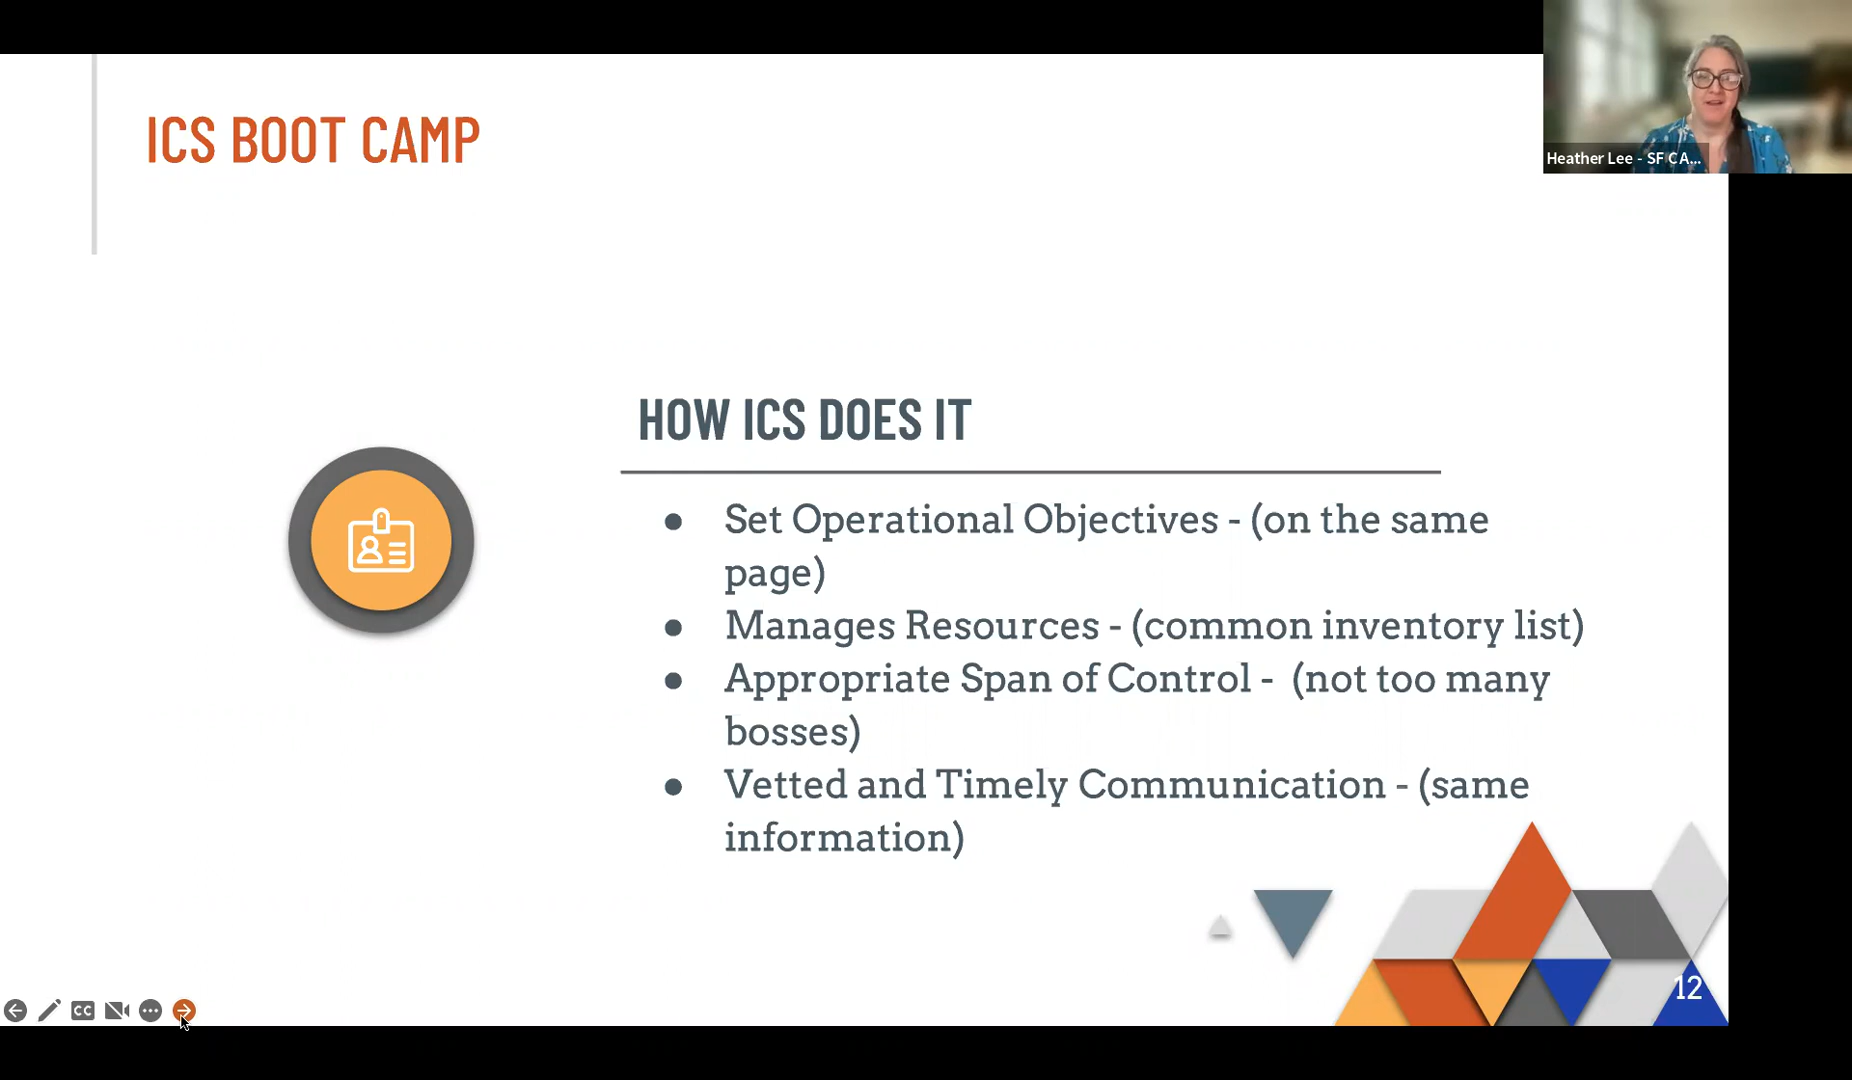 ICS BOOT CAMP
Heather Lee - SF CA...
HOW ICS DOES IT
● Set Operational Objectives - (on the same
page)
● Manages Resources - (common inventory list)
● Appropriate Span of Control -  (not too many
bosses)
● Vetted and Timely Communication - (same
information)
12
CC